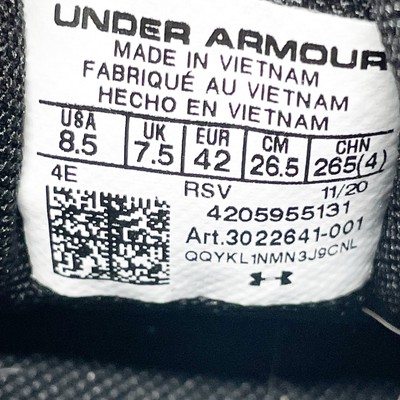 UNDER ARMOUR
MADE IN VIETNAM
FABRIQUÉ AU VIETNAM
HECHO EN VIETNAM
USA UK EUR CM CHN
8.5 7.5 42 26.5 265(4)
4E RSV 11/20
4205955131
Art.3022641-001
QQYKL1NMN3J9CNL